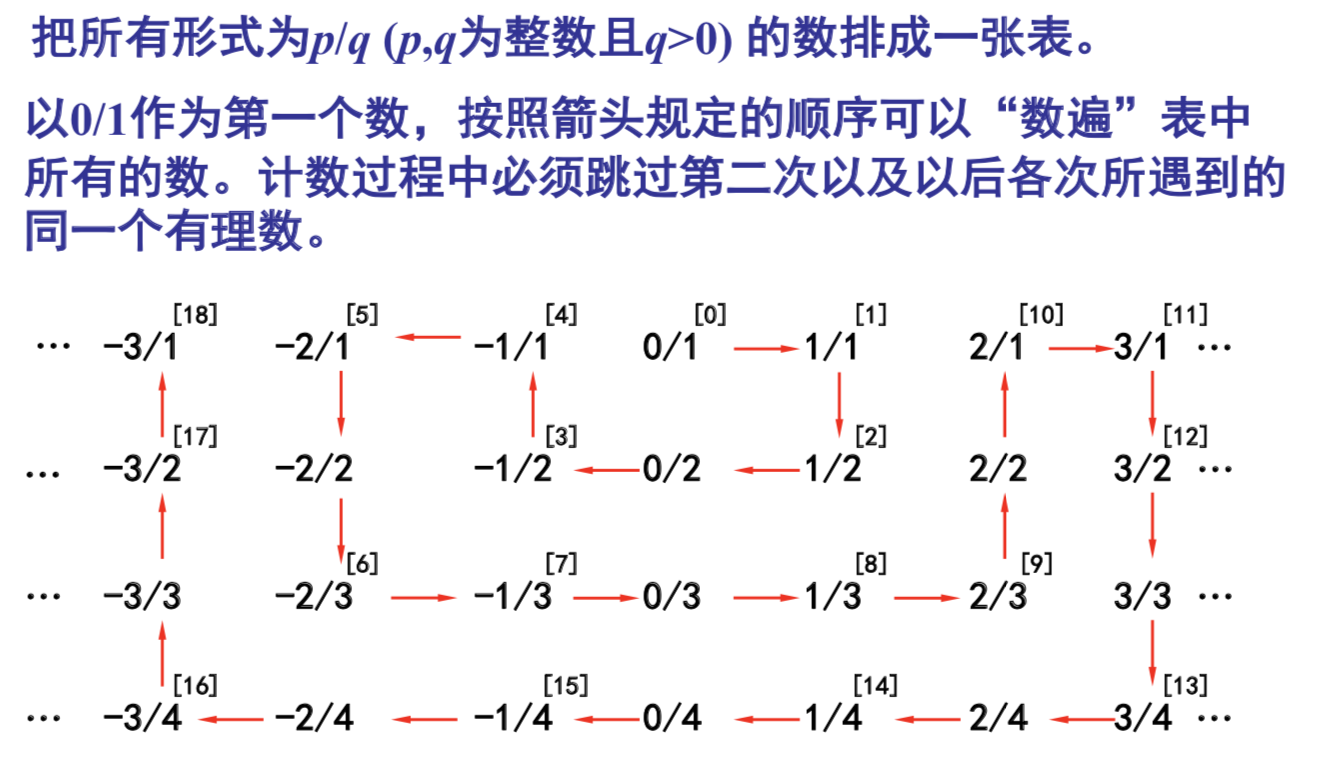 把所有形式为p/q (p,q为整数且q>0) 的数排成一张表。
以0/1作为第一个数，按照箭头规定的顺序可以“数遍”表中
所有的数。计数过程中必须跳过第二次以及以后各次所遇到的
同一个有理数。
[18] [5] [4] [0] [1] [10] [11]
… −3/1 −2/1 −1/1 0/1 1/1 2/1 3/1 …
[17] [3] [2] [12]
… −3/2 −2/2 −1/2 0/2 1/2 2/2 3/2 …
[6] [7] [8] [9]
… −3/3 −2/3 −1/3 0/3 1/3 2/3 3/3 …
[16] [15] [14] [13]
… −3/4 −2/4 −1/4 0/4 1/4 2/4 3/4 …